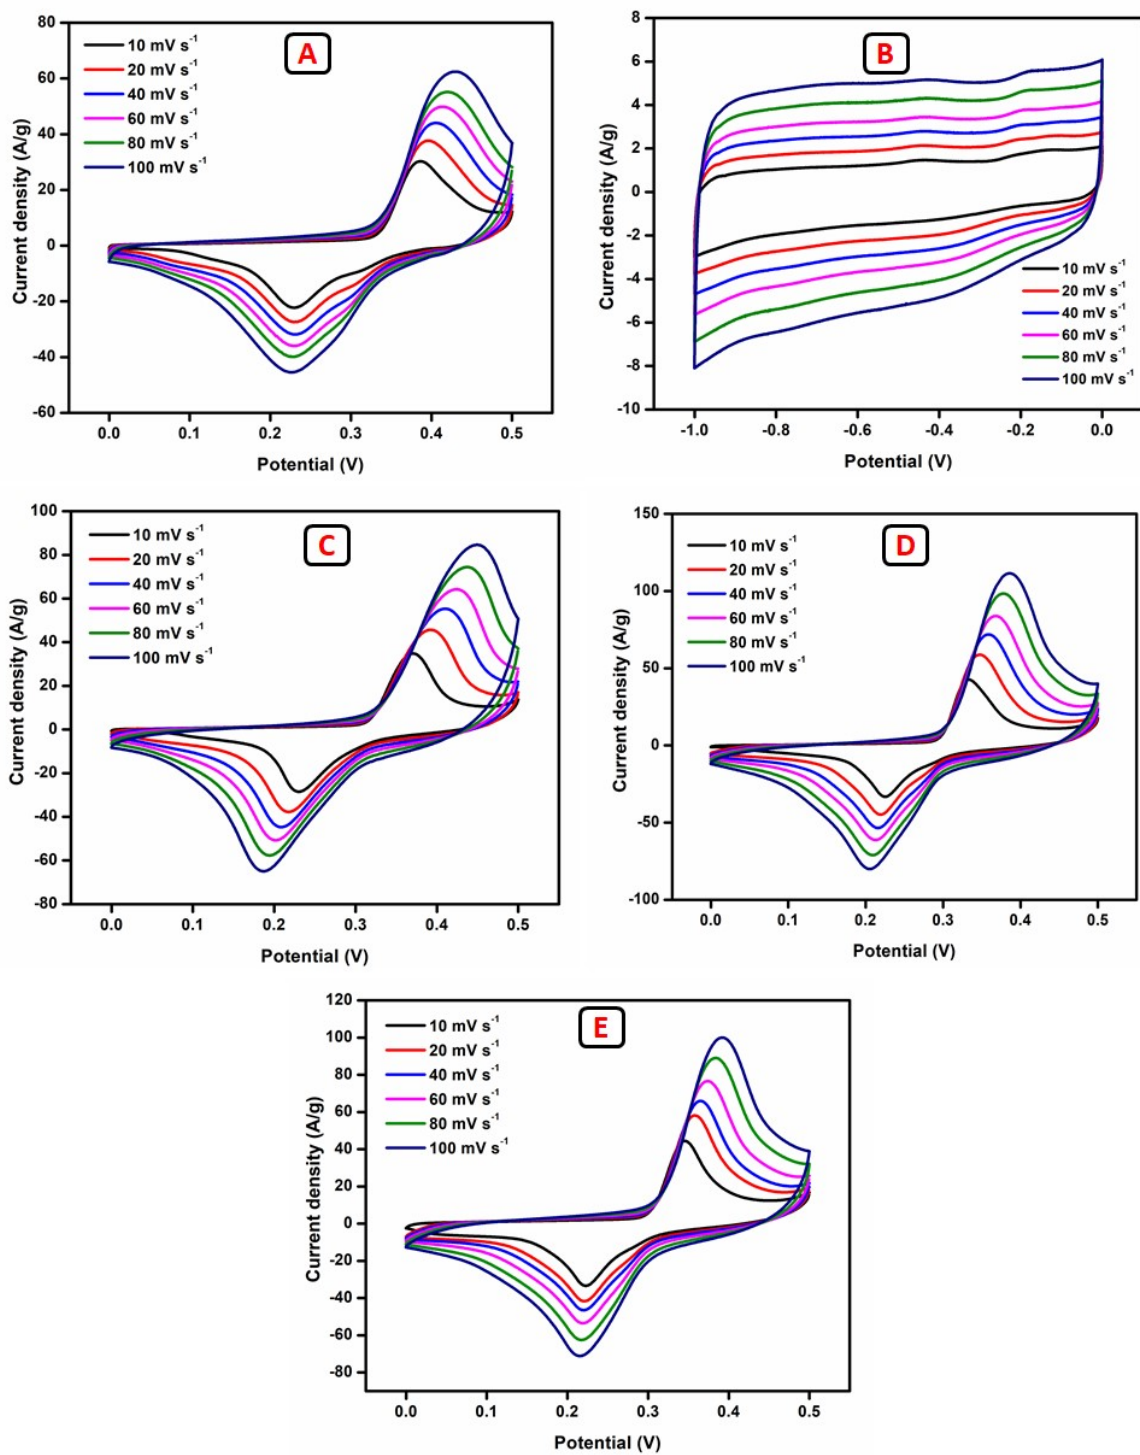 A
80
60
40
20
0
-20
-40
-60
0.0 0.1 0.2 0.3 0.4 0.5
Current density (A/g)
Potential (V)
10 mV s⁻¹
20 mV s⁻¹
40 mV s⁻¹
60 mV s⁻¹
80 mV s⁻¹
100 mV s⁻¹
B
8
6
4
2
0
-2
-4
-6
-8
-10
-1.0 -0.8 -0.6 -0.4 -0.2 0.0
Current density (A/g)
Potential (V)
10 mV s⁻¹
20 mV s⁻¹
40 mV s⁻¹
60 mV s⁻¹
80 mV s⁻¹
100 mV s⁻¹
C
100
80
60
40
20
0
-20
-40
-60
-80
0.0 0.1 0.2 0.3 0.4 0.5
Current density (A/g)
Potential (V)
10 mV s⁻¹
20 mV s⁻¹
40 mV s⁻¹
60 mV s⁻¹
80 mV s⁻¹
100 mV s⁻¹
D
150
100
50
0
-50
-100
0.0 0.1 0.2 0.3 0.4 0.5
Current density (A/g)
Potential (V)
10 mV s⁻¹
20 mV s⁻¹
40 mV s⁻¹
60 mV s⁻¹
80 mV s⁻¹
100 mV s⁻¹
E
120
100
80
60
40
20
0
-20
-40
-60
-80
0.0 0.1 0.2 0.3 0.4 0.5
Current density (A/g)
Potential (V)
10 mV s⁻¹
20 mV s⁻¹
40 mV s⁻¹
60 mV s⁻¹
80 mV s⁻¹
100 mV s⁻¹